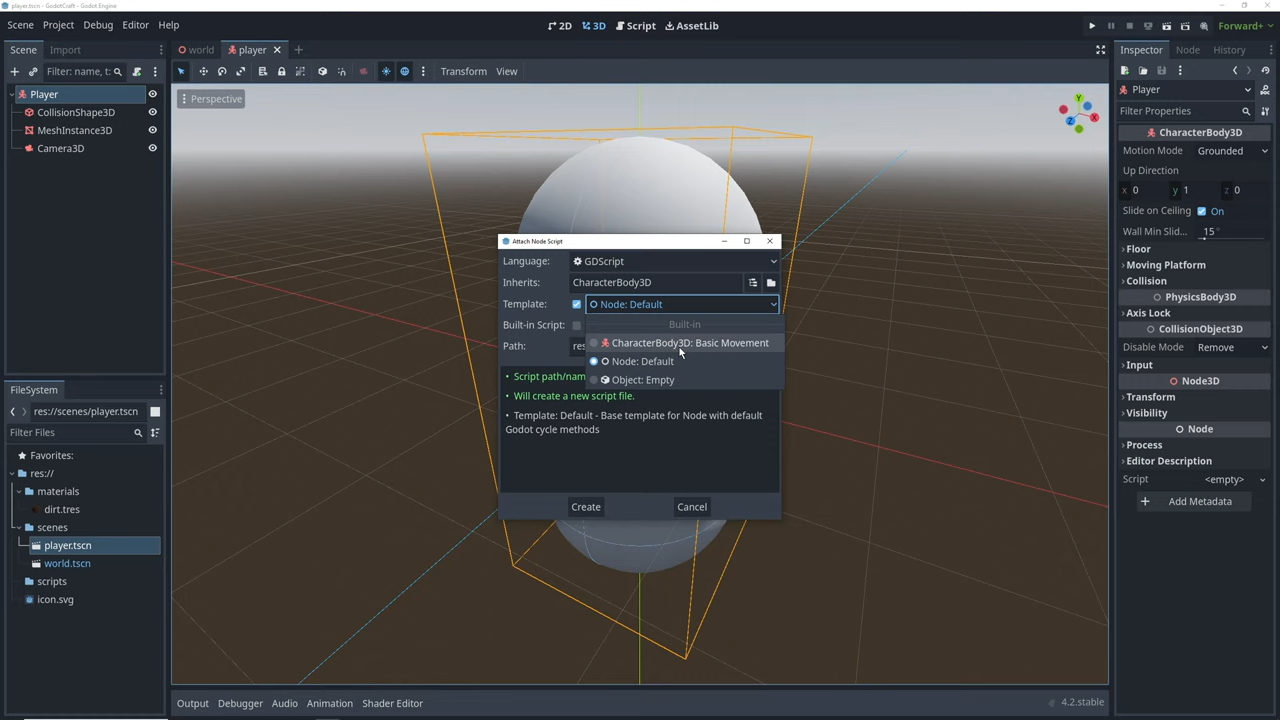 player.tscn - GodotCraft - Godot Engine
Scene Project Debug Editor Help
2D 3D Script AssetLib
Forward+
Scene Import
world player
Inspector Node History
Filter: name, t:
Transform View
Player
CollisionShape3D
MeshInstance3D
Camera3D
Perspective
Y
X
Z
Player
Filter Properties
CharacterBody3D
Motion Mode Grounded
Up Direction
x 0 y 1 z 0
Slide on Ceiling On
Wall Min Slid... 15 °
Floor
Moving Platform
Collision
PhysicsBody3D
Axis Lock
CollisionObject3D
Disable Mode Remove
Input
Node3D
Transform
Visibility
Node
Process
Editor Description
Script <empty>
Add Metadata
Attach Node Script
Language: GDScript
Inherits: CharacterBody3D
Template: Node: Default
Built-in Script:
Path: res
Built-in
CharacterBody3D: Basic Movement
Node: Default
Object: Empty
• Script path/nam
• Will create a new script file.
• Template: Default - Base template for Node with default
Godot cycle methods
Create Cancel
FileSystem
res://scenes/player.tscn
Filter Files
Favorites:
res://
materials
dirt.tres
scenes
player.tscn
world.tscn
scripts
icon.svg
Output Debugger Audio Animation Shader Editor
4.2.stable